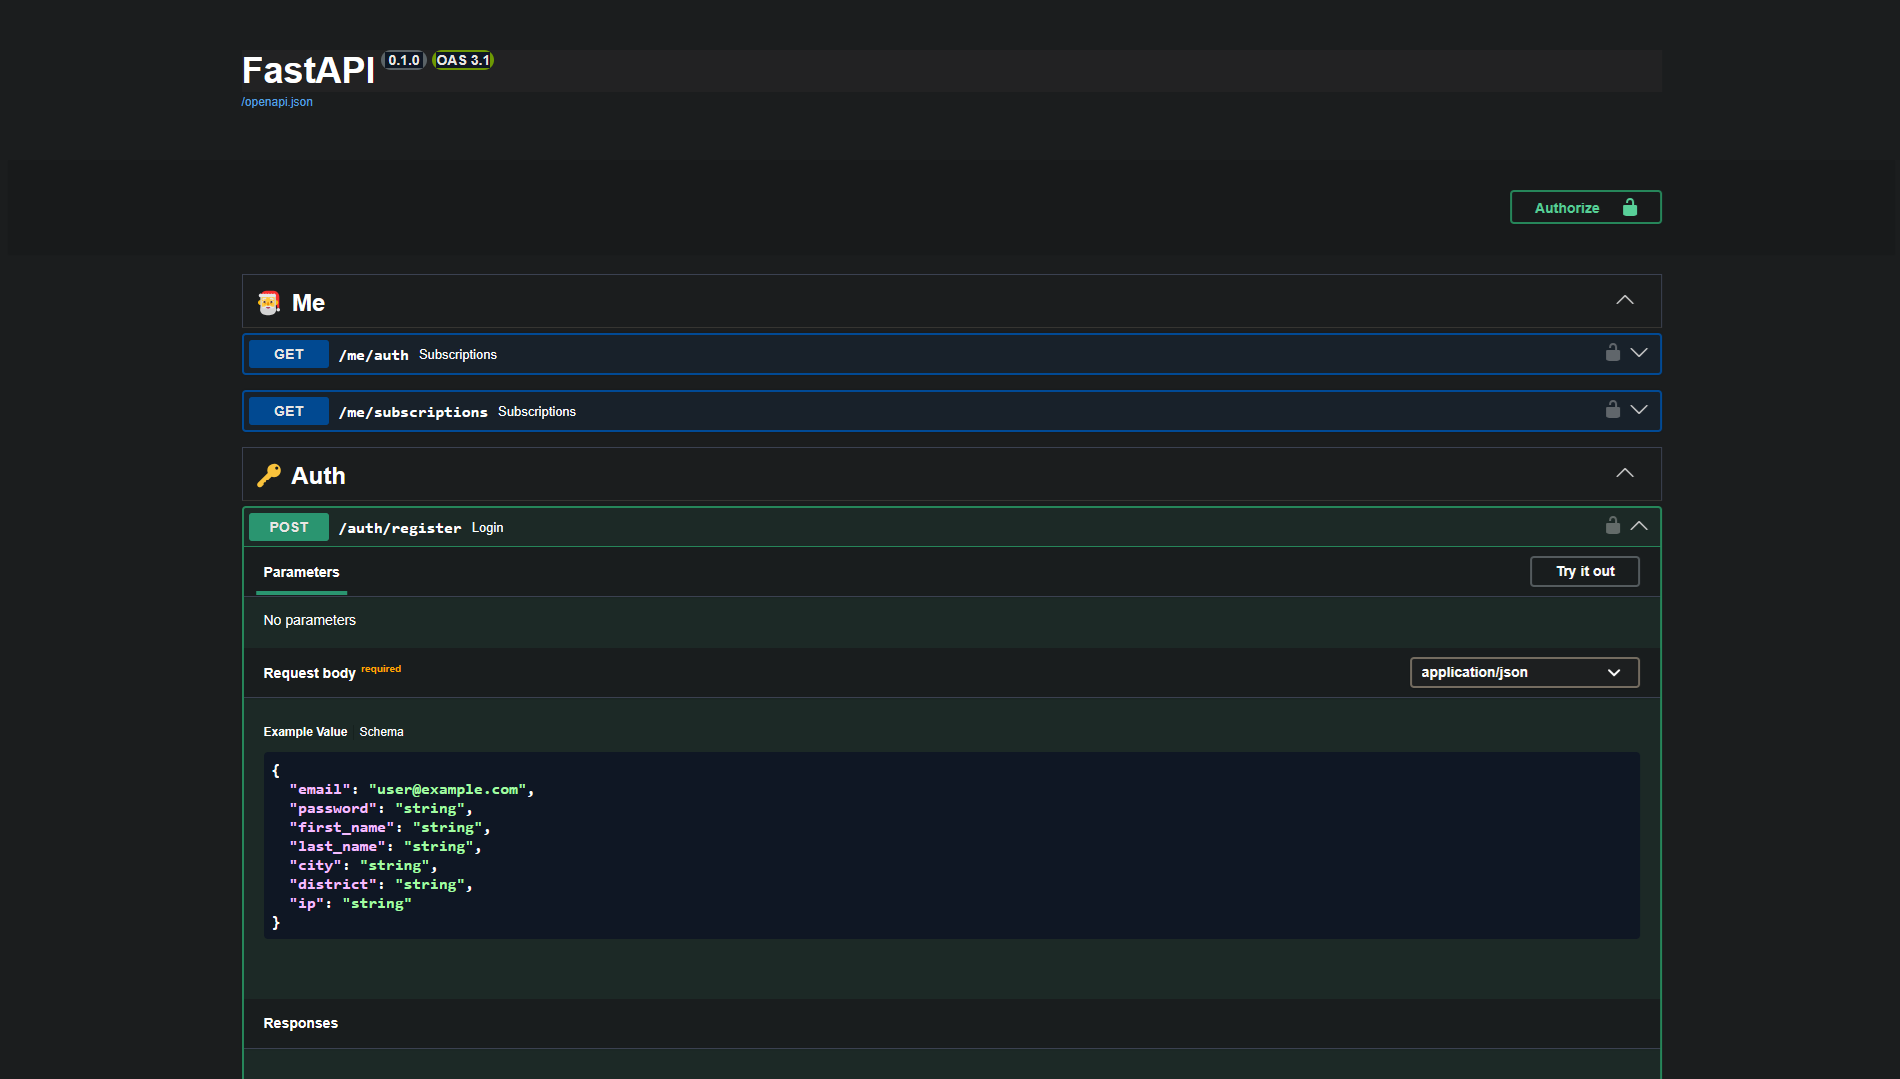 FastAPI 0.1.0 OAS 3.1
/openapi.json
Authorize
Me
GET /me/auth Subscriptions
GET /me/subscriptions Subscriptions
Auth
POST /auth/register Login
Parameters Try it out
No parameters
Request body required application/json
Example Value Schema
{
  "email": "user@example.com",
  "password": "string",
  "first_name": "string",
  "last_name": "string",
  "city": "string",
  "district": "string",
  "ip": "string"
}
Responses